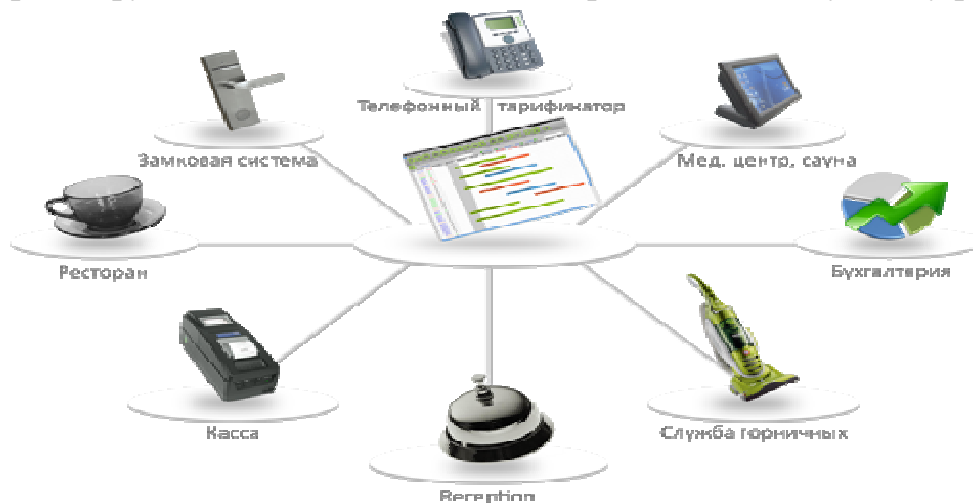 Телефонный тарификатор
Замковая система
Мед. центр, сауна
Ресторан
Бухгалтерия
Касса
Служба горничных
Reception